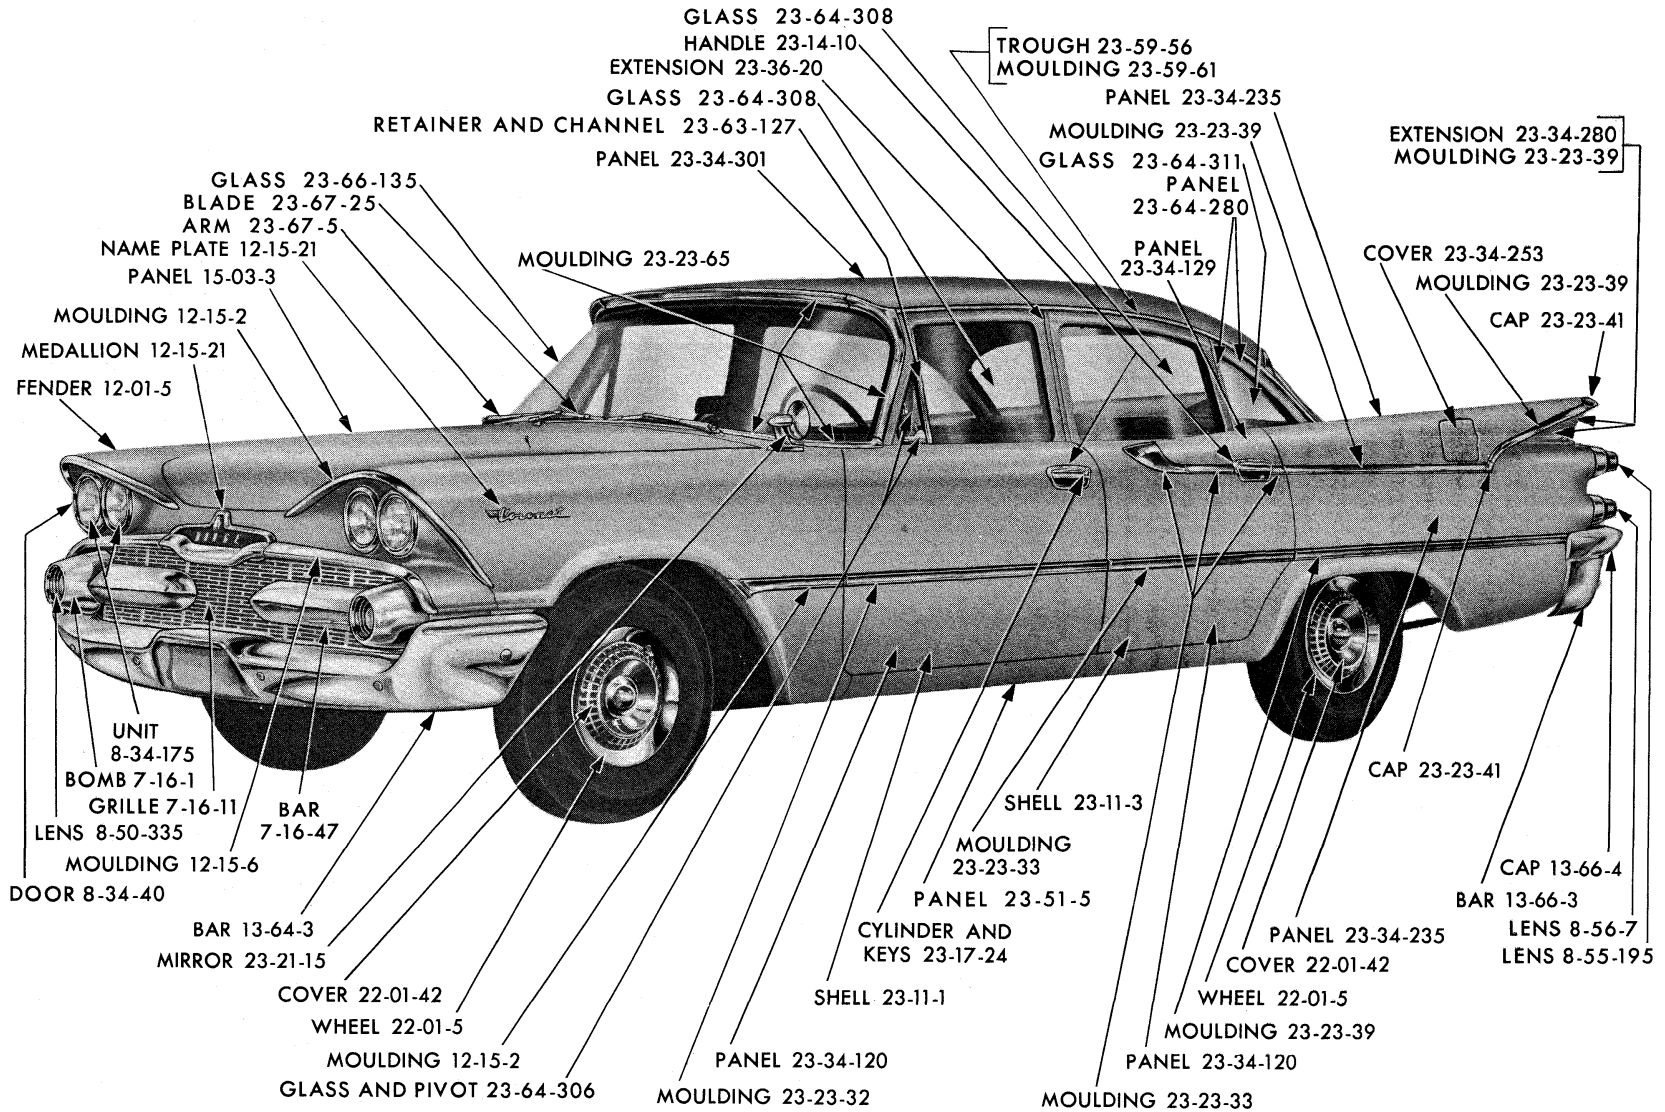 GLASS 23-64-308
HANDLE 23-14-10
EXTENSION 23-36-20
GLASS 23-64-308
RETAINER AND CHANNEL 23-63-127
PANEL 23-34-301
TROUGH 23-59-56
MOULDING 23-59-61
PANEL 23-34-235
MOULDING 23-23-39
GLASS 23-64-311
PANEL
23-64-280
PANEL
23-34-129
EXTENSION 23-34-280
MOULDING 23-23-39
COVER 23-34-253
MOULDING 23-23-39
CAP 23-23-41
GLASS 23-66-135
BLADE 23-67-25
ARM 23-67-5
NAME PLATE 12-15-21
PANEL 15-03-3
MOULDING 12-15-2
MEDALLION 12-15-21
FENDER 12-01-5
MOULDING 23-23-65
Coronet
DODGE
UNIT
8-34-175
BOMB 7-16-1
GRILLE 7-16-11
LENS 8-50-335
BAR
7-16-47
MOULDING 12-15-6
DOOR 8-34-40
BAR 13-64-3
MIRROR 23-21-15
COVER 22-01-42
WHEEL 22-01-5
MOULDING 12-15-2
GLASS AND PIVOT 23-64-306
SHELL 23-11-3
MOULDING
23-23-33
PANEL 23-51-5
CYLINDER AND
KEYS 23-17-24
SHELL 23-11-1
PANEL 23-34-120
MOULDING 23-23-32
CAP 23-23-41
CAP 13-66-4
BAR 13-66-3
LENS 8-56-7
LENS 8-55-195
PANEL 23-34-235
COVER 22-01-42
WHEEL 22-01-5
MOULDING 23-23-39
PANEL 23-34-120
MOULDING 23-23-33